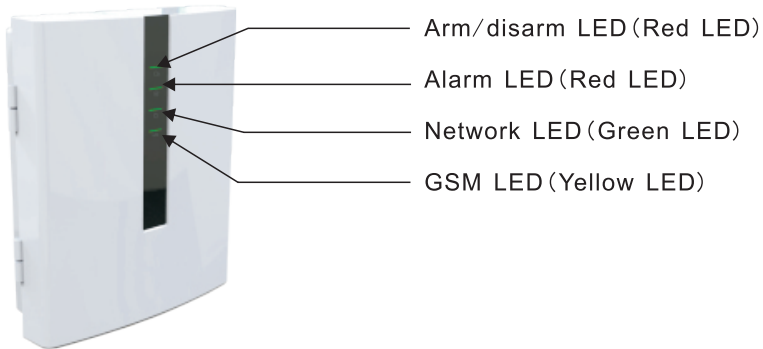 Arm/disarm LED(Red LED)
Alarm LED(Red LED)
Network LED(Green LED)
GSM LED(Yellow LED)